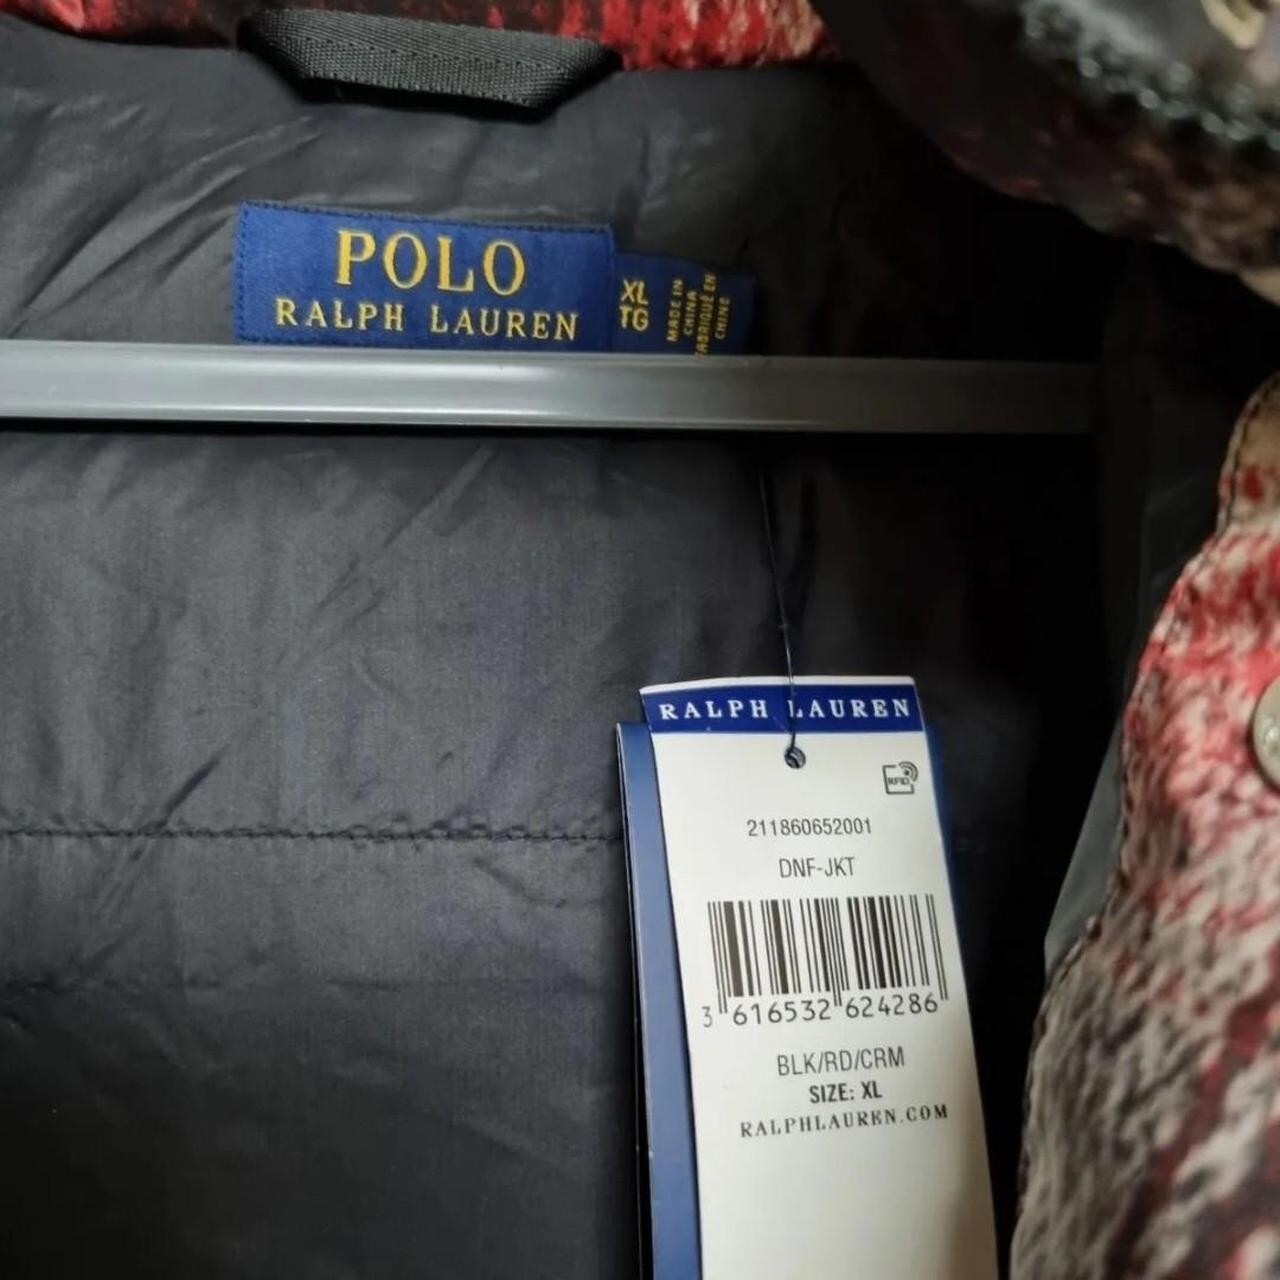 POLO
RALPH LAUREN
XL
TG
MADE IN
CHINA
FABRIQUÉ EN
CHINE
RALPH LAUREN
RFID
211860652001
DNF-JKT
3 616532 624286
BLK/RD/CRM
SIZE: XL
RALPHLAUREN.COM